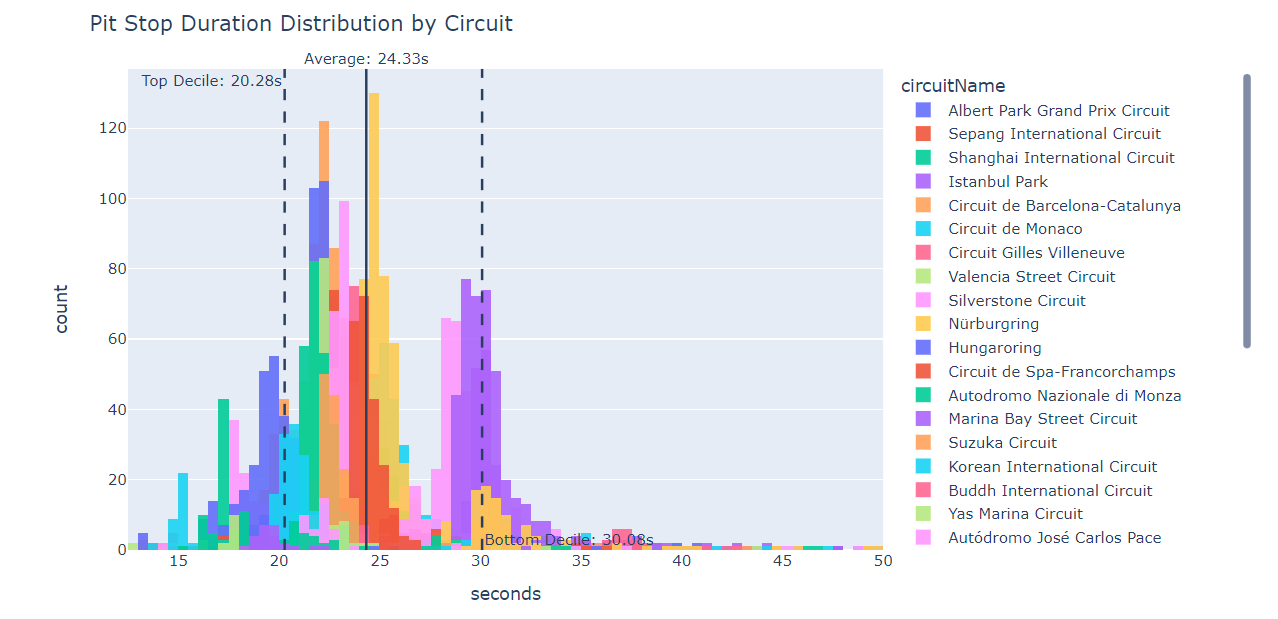 Pit Stop Duration Distribution by Circuit
Average: 24.33s
Top Decile: 20.28s
Bottom Decile: 30.08s
count
120
100
80
60
40
20
0
15
20
25
30
35
40
45
50
seconds
circuitName
Albert Park Grand Prix Circuit
Sepang International Circuit
Shanghai International Circuit
Istanbul Park
Circuit de Barcelona-Catalunya
Circuit de Monaco
Circuit Gilles Villeneuve
Valencia Street Circuit
Silverstone Circuit
Nürburgring
Hungaroring
Circuit de Spa-Francorchamps
Autodromo Nazionale di Monza
Marina Bay Street Circuit
Suzuka Circuit
Korean International Circuit
Buddh International Circuit
Yas Marina Circuit
Autódromo José Carlos Pace